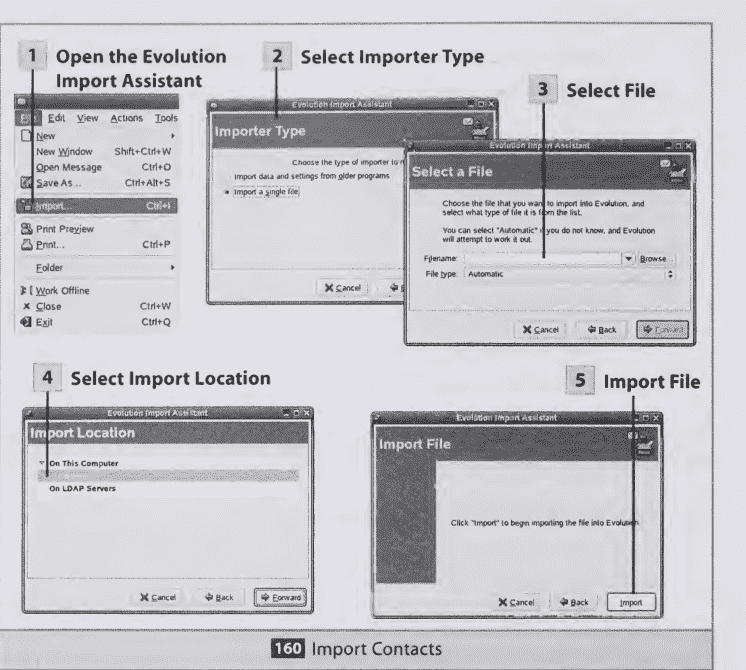 1 Open the Evolution
Import Assistant
2 Select Importer Type
3 Select File
Edit View Actions Tools
New
New Window Shift+Ctrl+W
Open Message Ctrl+O
Save As... Ctrl+Alt+S
Import... Ctrl+I
Print Preview
Print... Ctrl+P
Folder
Work Offline
Close Ctrl+W
Exit Ctrl+Q
Evolution Import Assistant
Importer Type
Choose the type of importer to
Import data and settings from older programs
Import a single file
Cancel
Evolution Import Assistant
Select a File
Choose the file that you want to import into Evolution, and
select what type of file it is from the list.
You can select "Automatic" if you do not know, and Evolution
will attempt to work it out.
Filename: Browse...
File type: Automatic
Cancel Back Forward
4 Select Import Location
5 Import File
Evolution Import Assistant
Import Location
On This Computer
On LDAP Servers
Cancel Back Forward
Evolution Import Assistant
Import File
Click "Import" to begin importing the file into Evolution.
Cancel Back Import
160 Import Contacts